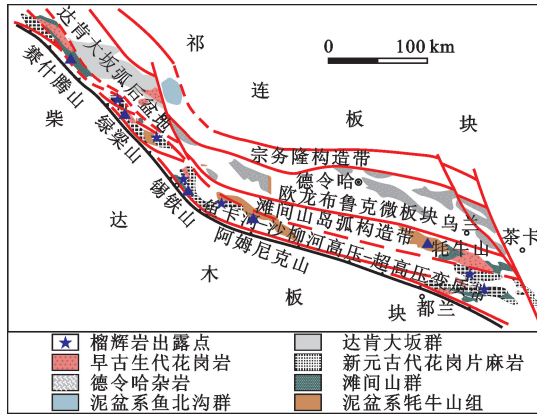 祁连板块
0 100 km
达肯大坂弧后盆地
赛什腾山
绿梁山
锡铁山
柴达木板块
宗务隆构造带
德令哈
欧龙布鲁克微板块
乌兰
滩间山岛弧构造带
牦牛山
茶卡
鱼卡河-沙柳河高压-超高压变质带
阿姆尼克山
都兰
榴辉岩出露点
达肯大坂群
早古生代花岗岩
新元古代花岗片麻岩
德令哈杂岩
滩间山群
泥盆系鱼北沟群
泥盆系牦牛山组